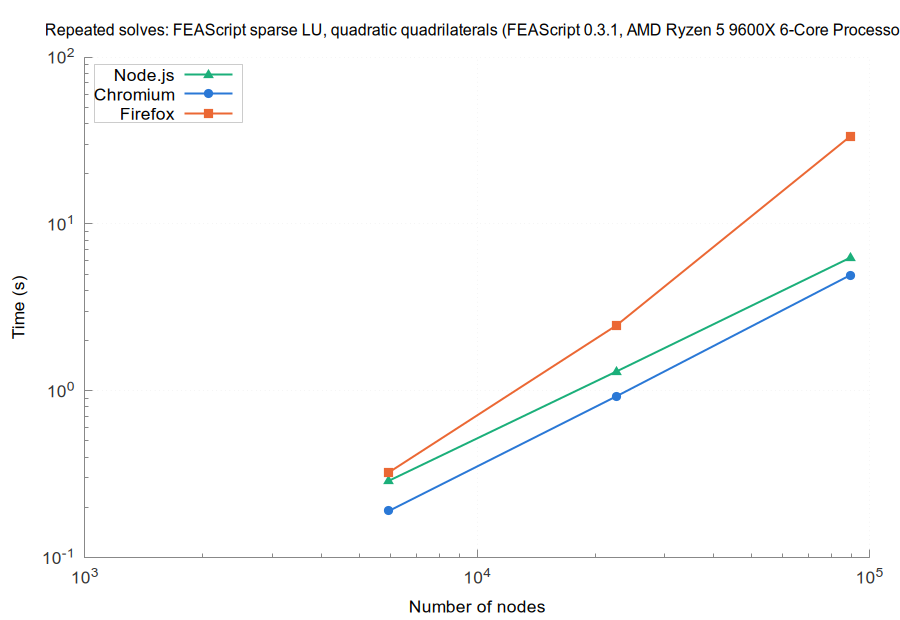 Repeated solves: FEAScript sparse LU, quadratic quadrilaterals (FEAScript 0.3.1, AMD Ryzen 5 9600X 6-Core Processo
10²
Node.js
Chromium
Firefox
10¹
Time (s)
10⁰
10⁻¹
10³ 10⁴ 10⁵
Number of nodes